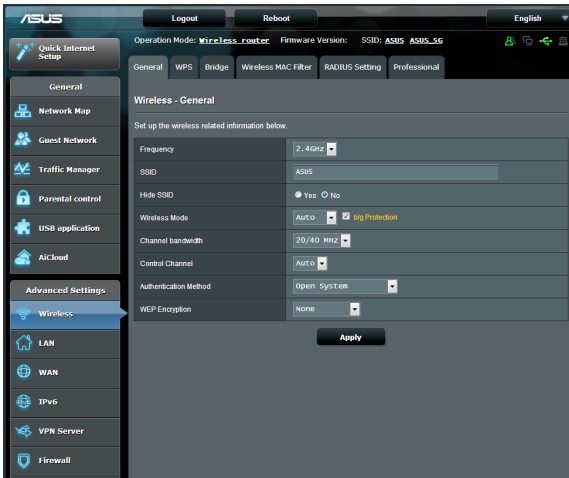 ASUS
Logout
Reboot
English
Quick Internet Setup
Operation Mode: Wireless router Firmware Version: SSID: ASUS ASUS_5G
General WPS Bridge Wireless MAC Filter RADIUS Setting Professional
General
Network Map
Guest Network
Traffic Manager
Parental control
USB application
AiCloud
Advanced Settings
Wireless
LAN
WAN
IPv6
VPN Server
Firewall
Wireless - General
Set up the wireless related information below.
Frequency 2.4GHz
SSID ASUS
Hide SSID Yes No
Wireless Mode Auto b/g Protection
Channel bandwidth 20/40 MHz
Control Channel Auto
Authentication Method Open System
WEP Encryption None
Apply